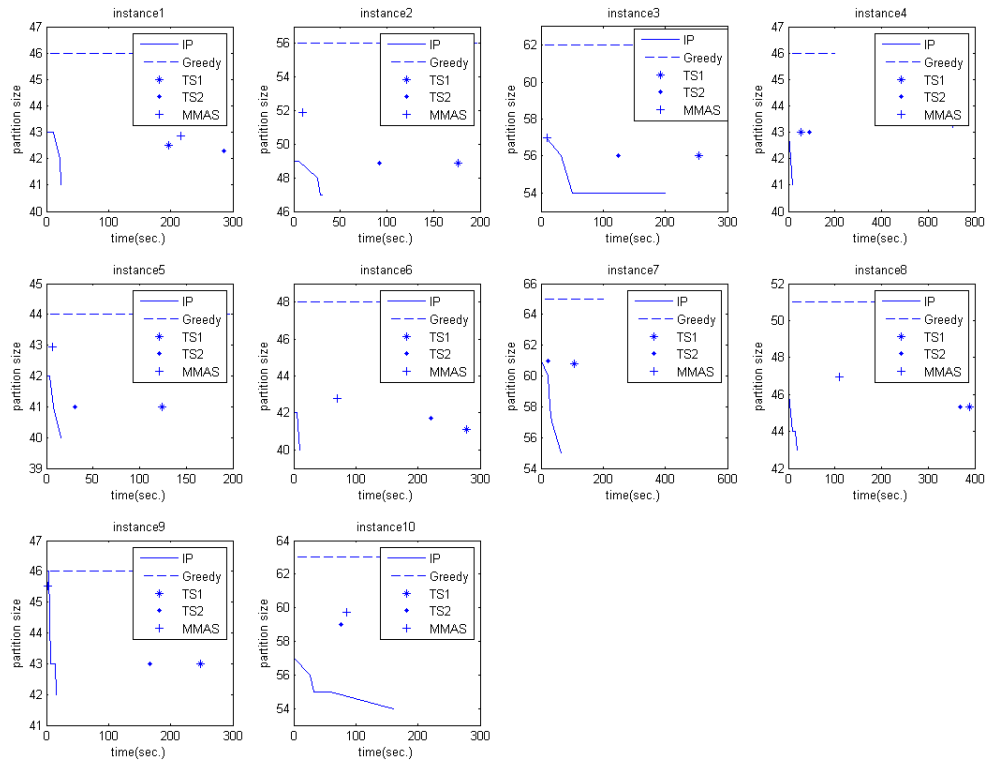 instance1
47
46
45
44
43
42
41
40
partition size
0
100
200
300
time(sec.)
IP
Greedy
TS1
TS2
MMAS
instance2
56
54
52
50
48
46
partition size
0
50
100
150
200
time(sec.)
IP
Greedy
TS1
TS2
MMAS
instance3
62
60
58
56
54
partition size
0
100
200
300
time(sec.)
IP
Greedy
TS1
TS2
MMAS
instance4
47
46
45
44
43
42
41
40
partition size
0
200
400
600
800
time(sec.)
IP
Greedy
TS1
TS2
MMAS
instance5
45
44
43
42
41
40
39
partition size
0
50
100
150
200
time(sec.)
IP
Greedy
TS1
TS2
MMAS
instance6
48
46
44
42
40
partition size
0
100
200
300
time(sec.)
IP
Greedy
TS1
TS2
MMAS
instance7
66
64
62
60
58
56
54
partition size
0
200
400
600
time(sec.)
IP
Greedy
TS1
TS2
MMAS
instance8
52
50
48
46
44
42
partition size
0
100
200
300
400
time(sec.)
IP
Greedy
TS1
TS2
MMAS
instance9
47
46
45
44
43
42
41
partition size
0
100
200
300
time(sec.)
IP
Greedy
TS1
TS2
MMAS
instance10
64
62
60
58
56
54
partition size
0
100
200
300
time(sec.)
IP
Greedy
TS1
TS2
MMAS